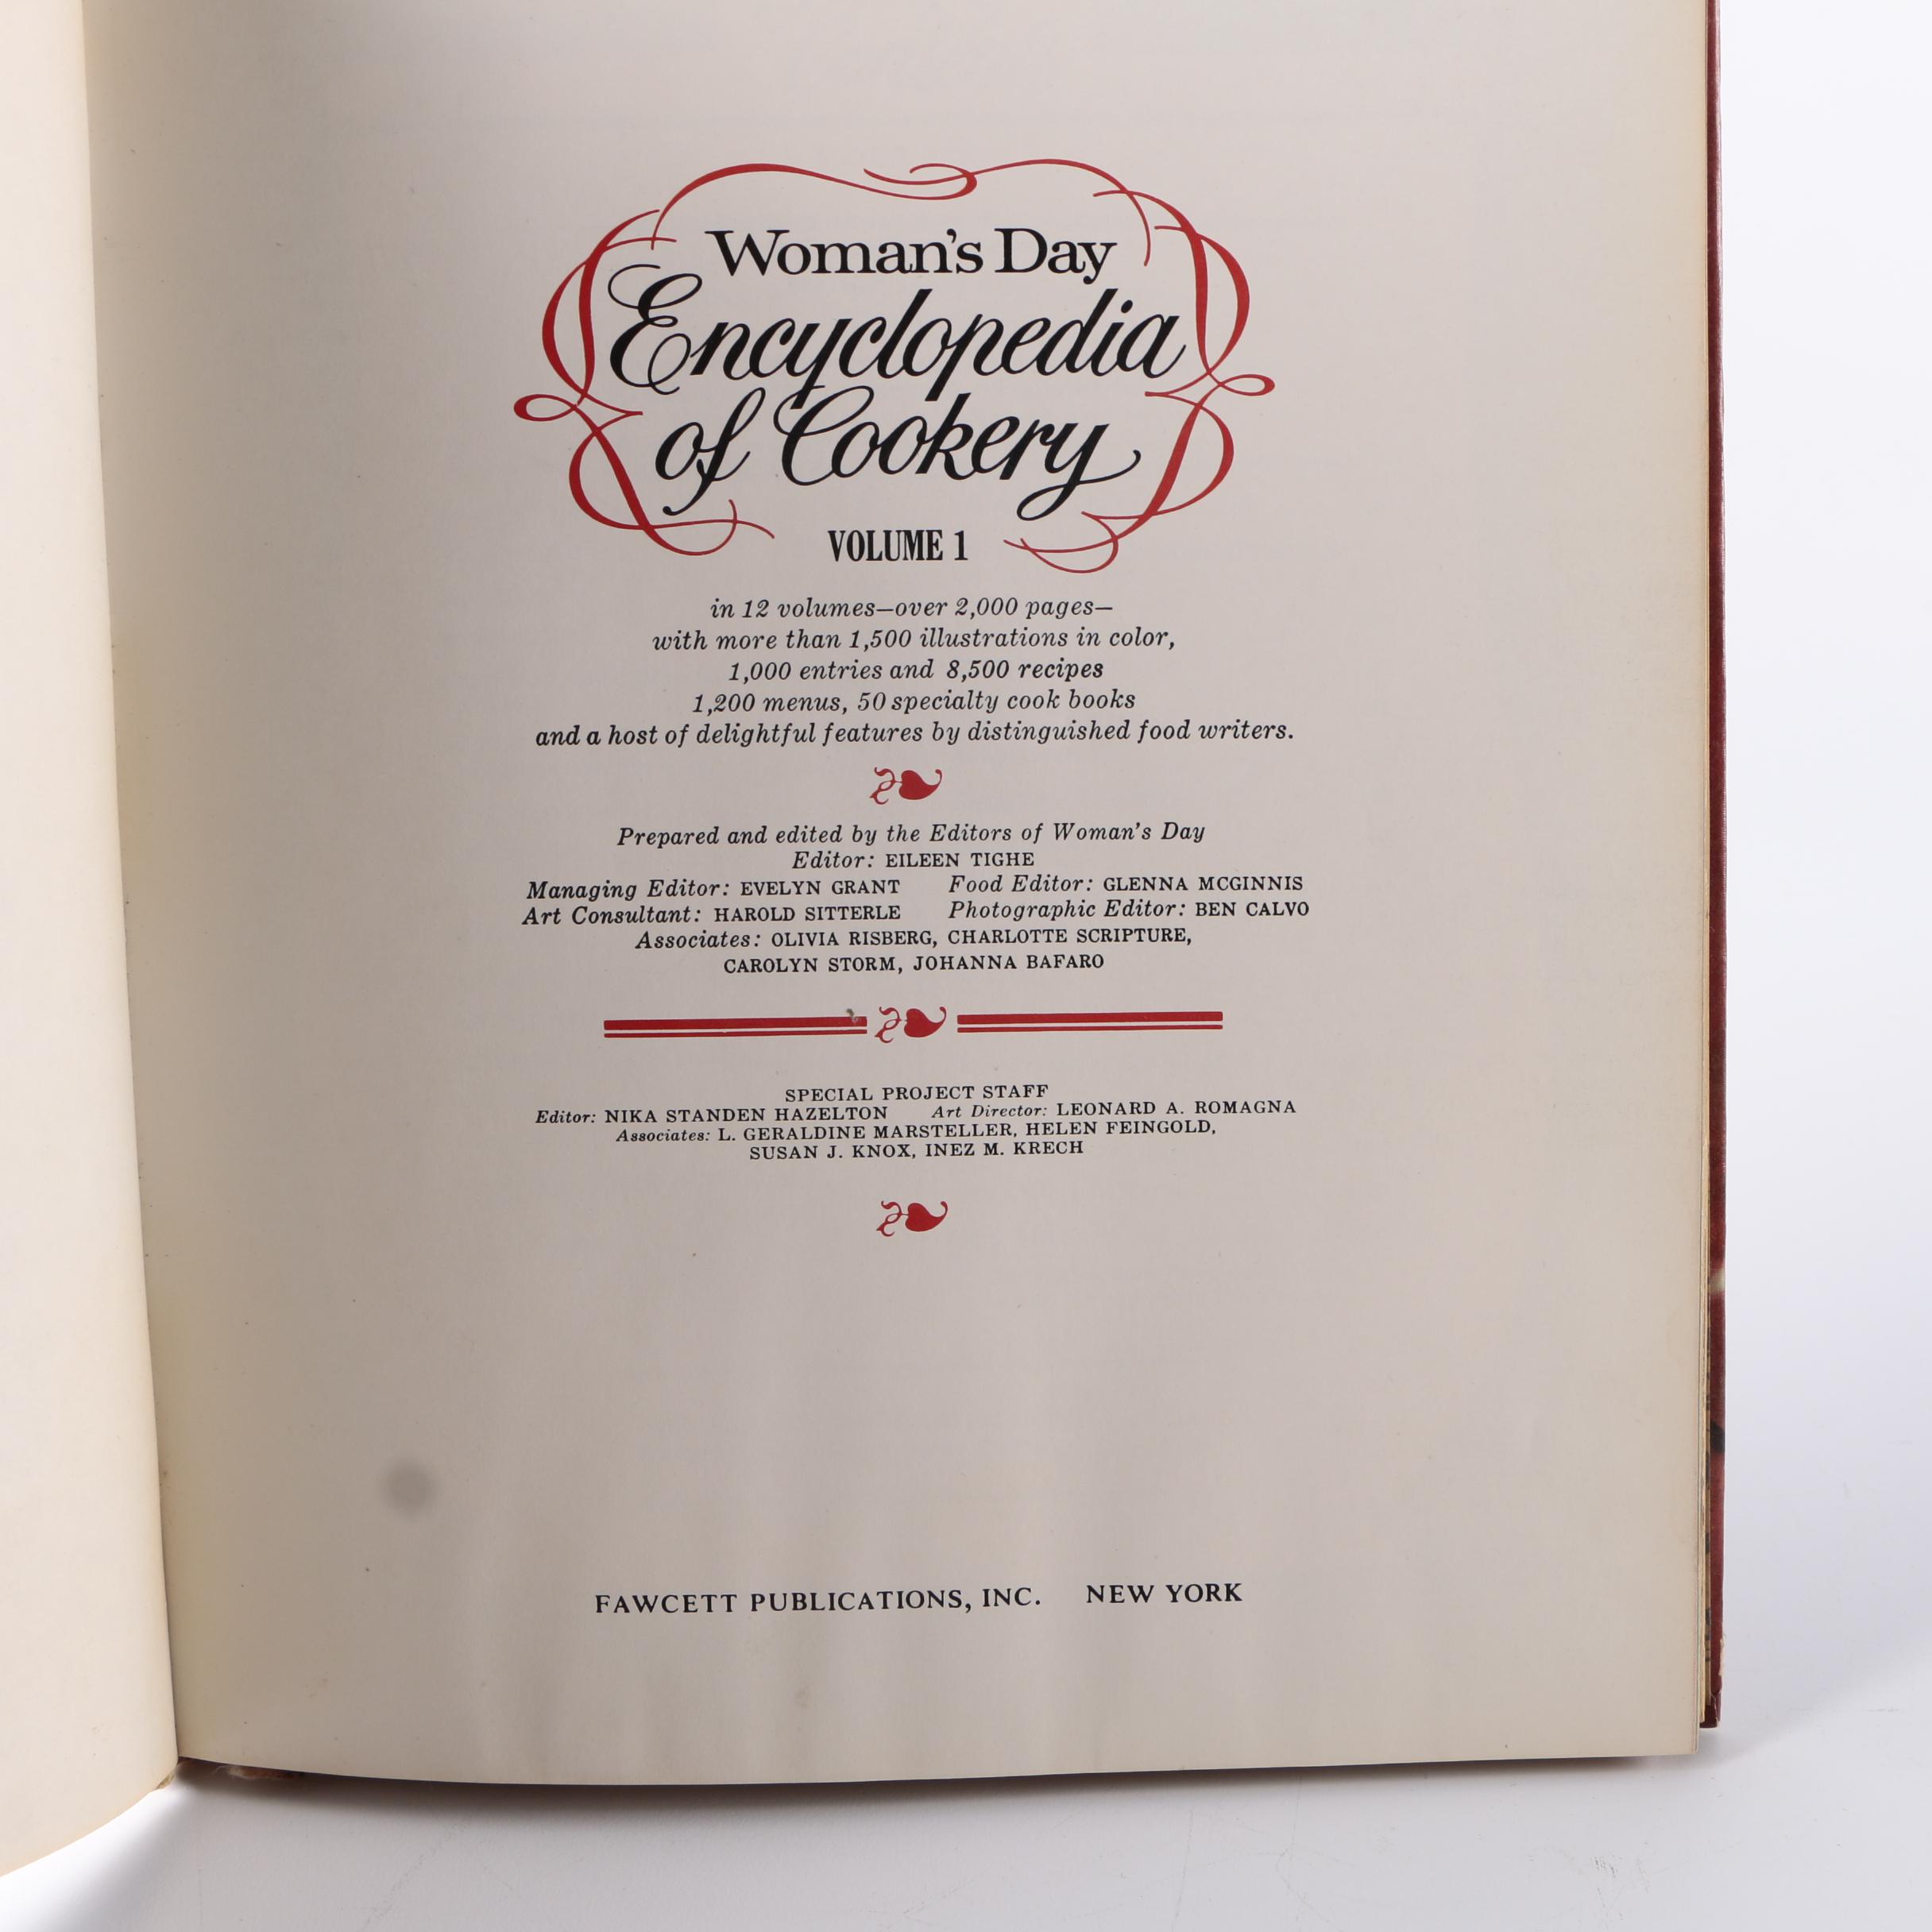 Woman's Day
Encyclopedia
of Cookery
VOLUME 1
in 12 volumes—over 2,000 pages—
with more than 1,500 illustrations in color,
1,000 entries and 8,500 recipes
1,200 menus, 50 specialty cook books
and a host of delightful features by distinguished food writers.
Prepared and edited by the Editors of Woman's Day
Editor: EILEEN TIGHE
Managing Editor: EVELYN GRANT Food Editor: GLENNA MCGINNIS
Art Consultant: HAROLD SITTERLE Photographic Editor: BEN CALVO
Associates: OLIVIA RISBERG, CHARLOTTE SCRIPTURE,
CAROLYN STORM, JOHANNA BAFARO
SPECIAL PROJECT STAFF
Editor: NIKA STANDEN HAZELTON Art Director: LEONARD A. ROMAGNA
Associates: L. GERALDINE MARSTELLER, HELEN FEINGOLD,
SUSAN J. KNOX, INEZ M. KRECH
FAWCETT PUBLICATIONS, INC. NEW YORK